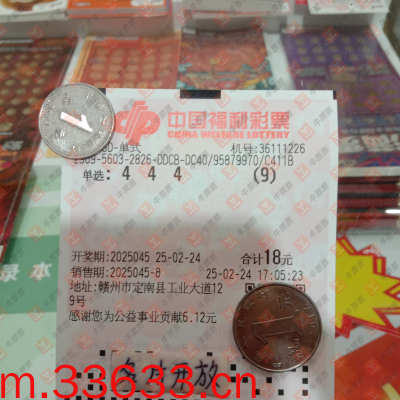 中国福利彩票
CHINA WELFARE LOTTERY
3D-单式 机号:36111226
-5603-2826-DDCB-DC40/95879970/C411B
单选: 4 4 4 (9)
开奖期:2025045 25-02-24 合计18元
销售期:2025045-8 25-02-24 17:05:23
地址:赣州市定南县工业大道12
9号
感谢您为公益事业贡献6.12元
m.33633.cn